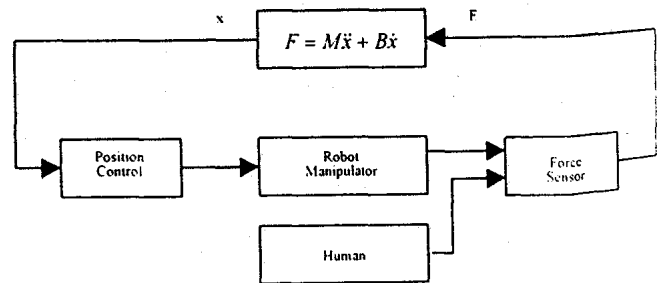 x
F
F = Mẍ + Bẋ
Position
Control
Robot
Manipulator
Force
Sensor
Human